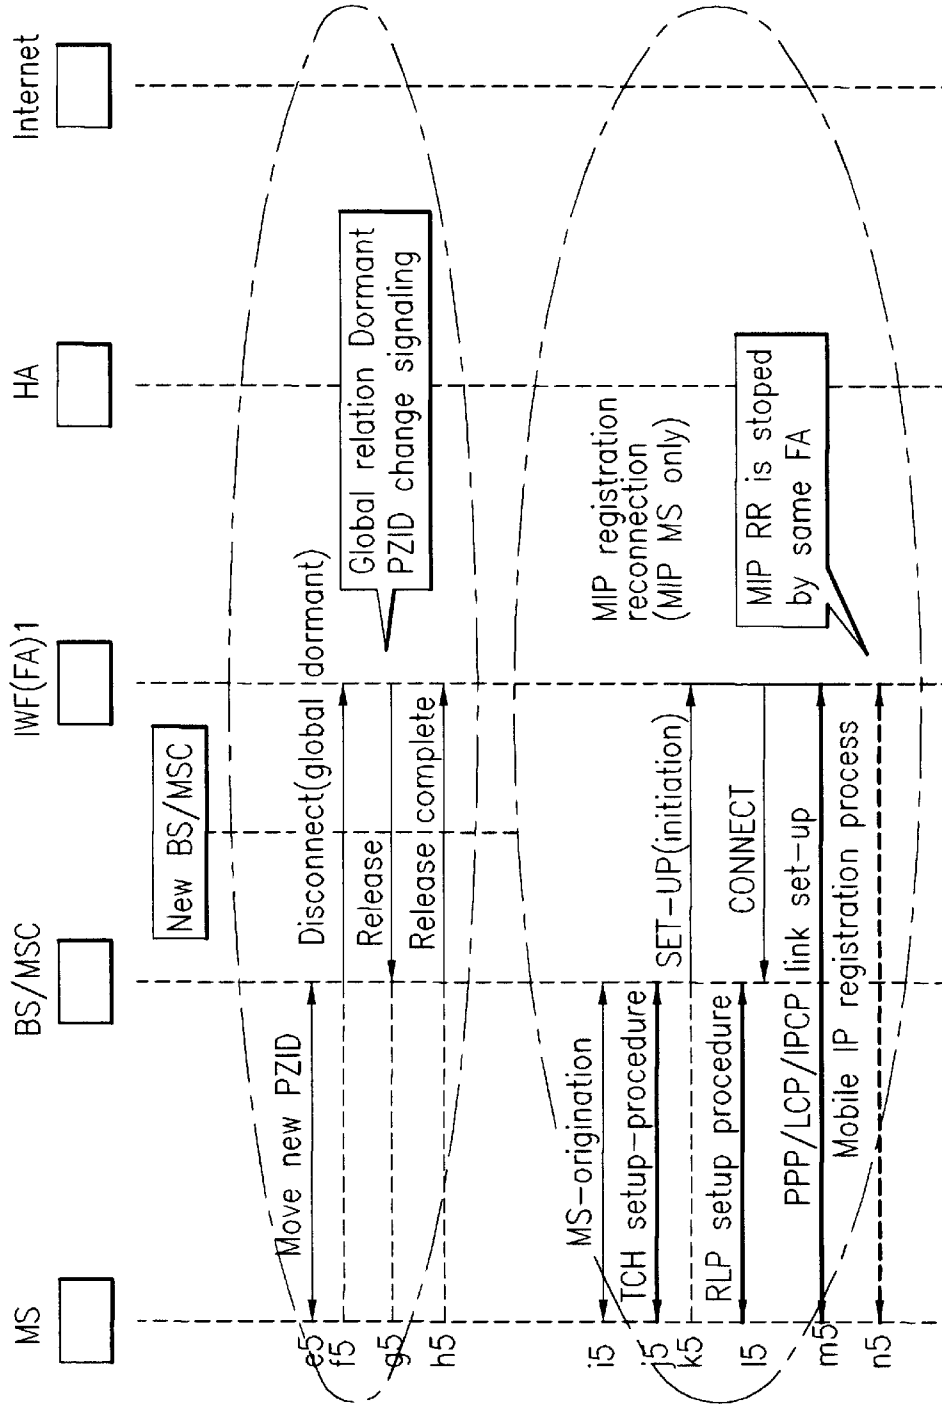 MS
BS/MSC
IWF(FA)1
HA
Internet
New BS/MSC
e5
Move new PZID
f5
Disconnect(global dormant)
g5
Release
h5
Release complete
Global relation Dormant
PZID change signaling
i5
MS-origination
j5
TCH setup-procedure
k5
SET-UP(initiation)
l5
RLP setup procedure
CONNECT
m5
PPP/LCP/IPCP link set-up
n5
Mobile IP registration process
MIP registration
reconnection
(MIP MS only)
MIP RR is stoped
by same FA